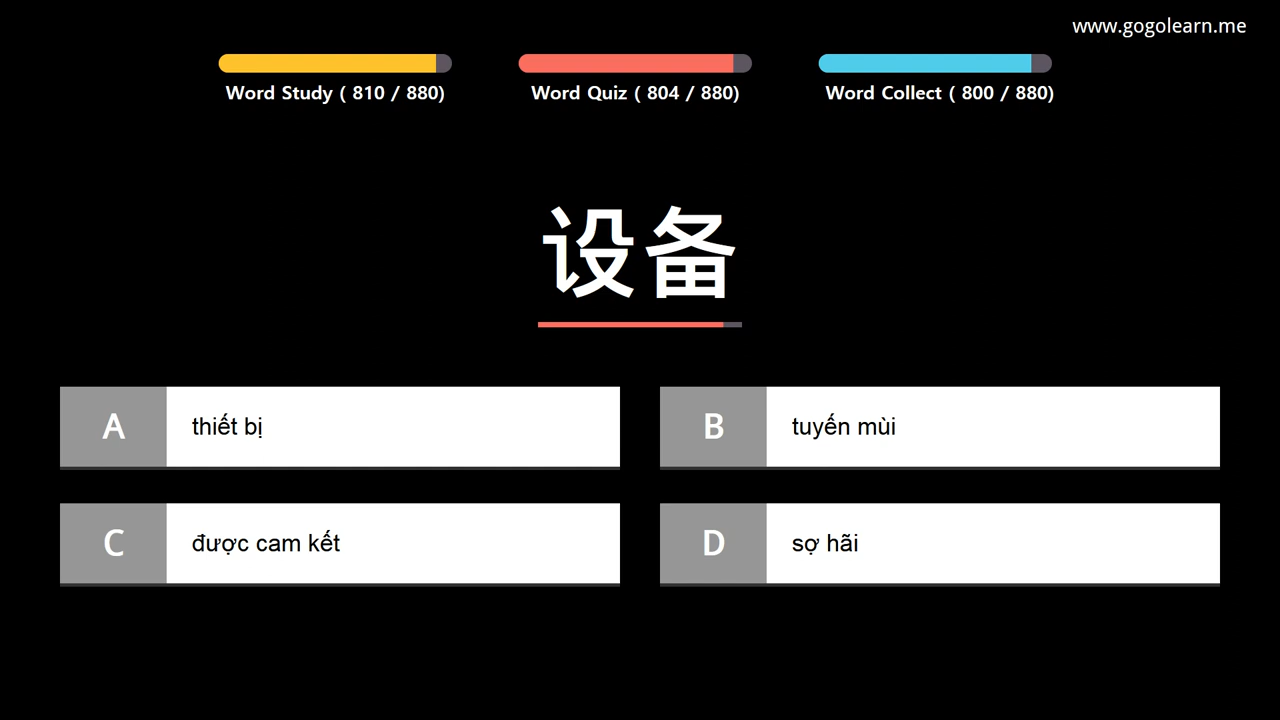 www.gogolearn.me
Word Study ( 810 / 880)
Word Quiz ( 804 / 880)
Word Collect ( 800 / 880)
设备
A thiết bị
B tuyến mùi
C được cam kết
D sợ hãi